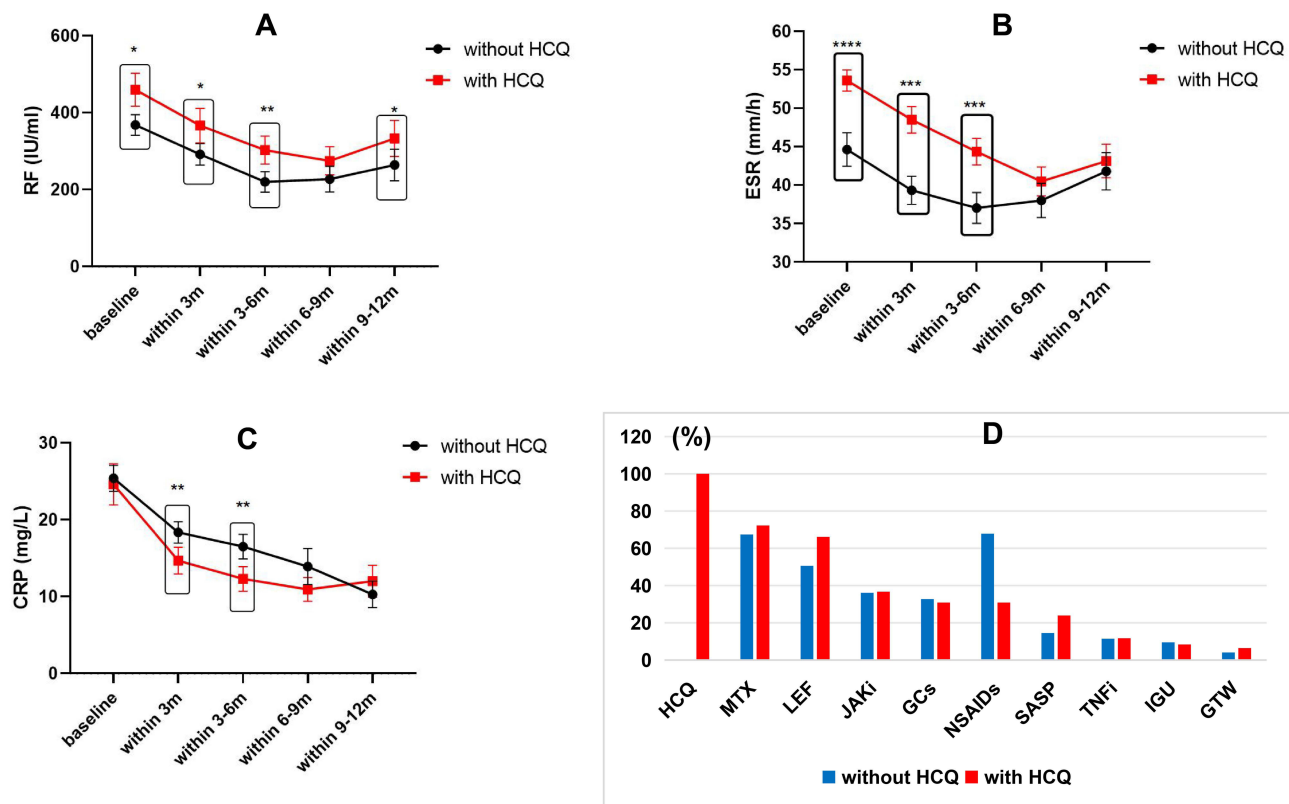 A
RF (IU/ml)
600
400
200
0
*
*
**
*
without HCQ
with HCQ
baseline
within 3m
within 3-6m
within 6-9m
within 9-12m
B
ESR (mm/h)
60
55
50
45
40
35
30
****
***
***
without HCQ
with HCQ
baseline
within 3m
within 3-6m
within 6-9m
within 9-12m
C
CRP (mg/L)
30
20
10
0
**
**
without HCQ
with HCQ
baseline
within 3m
within 3-6m
within 6-9m
within 9-12m
D
(%)
120
100
80
60
40
20
0
HCQ
MTX
LEF
JAKi
GCs
NSAIDs
SASP
TNFi
IGU
GTW
without HCQ with HCQ